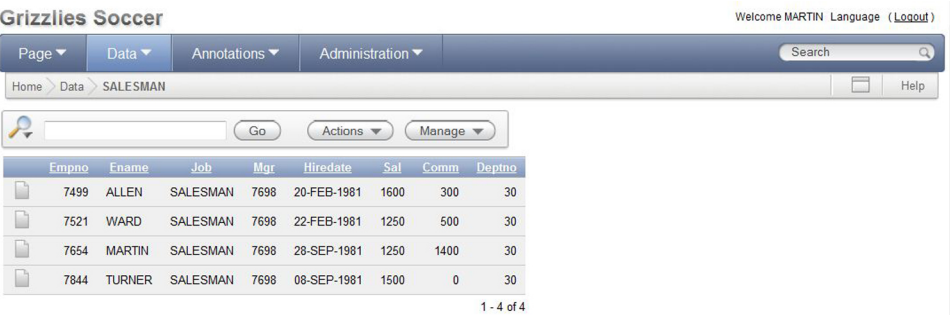 Grizzlies Soccer
Welcome MARTIN Language (Logout)
Page Data Annotations Administration Search
Home Data SALESMAN Help
Go Actions Manage
Empno Ename Job Mgr Hiredate Sal Comm Deptno
7499 ALLEN SALESMAN 7698 20-FEB-1981 1600 300 30
7521 WARD SALESMAN 7698 22-FEB-1981 1250 500 30
7654 MARTIN SALESMAN 7698 28-SEP-1981 1250 1400 30
7844 TURNER SALESMAN 7698 08-SEP-1981 1500 0 30
1 - 4 of 4